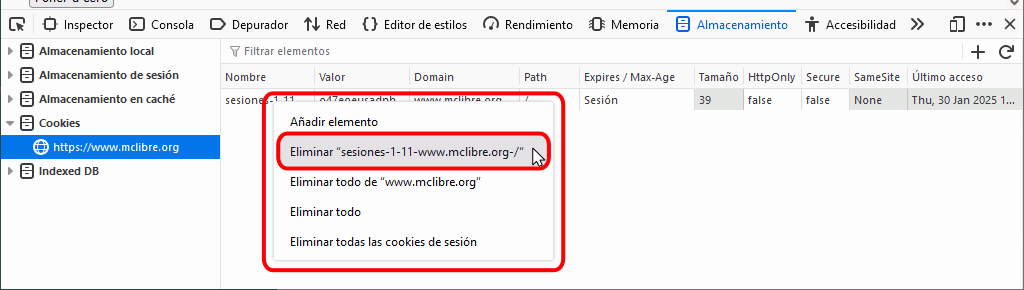 Poner a cero
Inspector Consola Depurador Red Editor de estilos Rendimiento Memoria Almacenamiento Accesibilidad
Almacenamiento local
Almacenamiento de sesión
Almacenamiento en caché
Cookies
https://www.mclibre.org
Indexed DB
Filtrar elementos
Nombre Valor Domain Path Expires / Max-Age Tamaño HttpOnly Secure SameSite Último acceso
sesiones-1-11 www.mclibre.org / Sesión 39 false false None Thu, 30 Jan 2025 1...
Añadir elemento
Eliminar “sesiones-1-11-www.mclibre.org-/”
Eliminar todo de “www.mclibre.org”
Eliminar todo
Eliminar todas las cookies de sesión